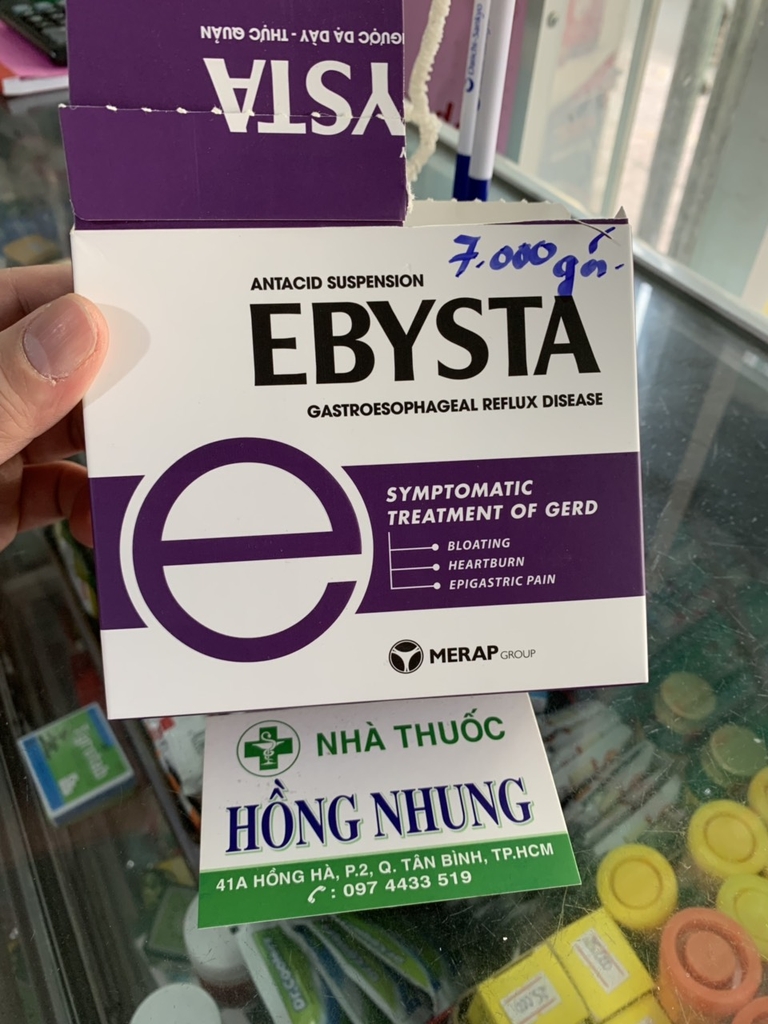 NGƯỢC DẠ DÀY - THỰC QUẢN
YSTA
7.000 gói
ANTACID SUSPENSION
EBYSTA
GASTROESOPHAGEAL REFLUX DISEASE
SYMPTOMATIC
TREATMENT OF GERD
BLOATING
HEARTBURN
EPIGASTRIC PAIN
MERAP GROUP
NHÀ THUỐC
HỒNG NHUNG
41A HỒNG HÀ, P.2, Q. TÂN BÌNH, TP.HCM
: 097 4433 519